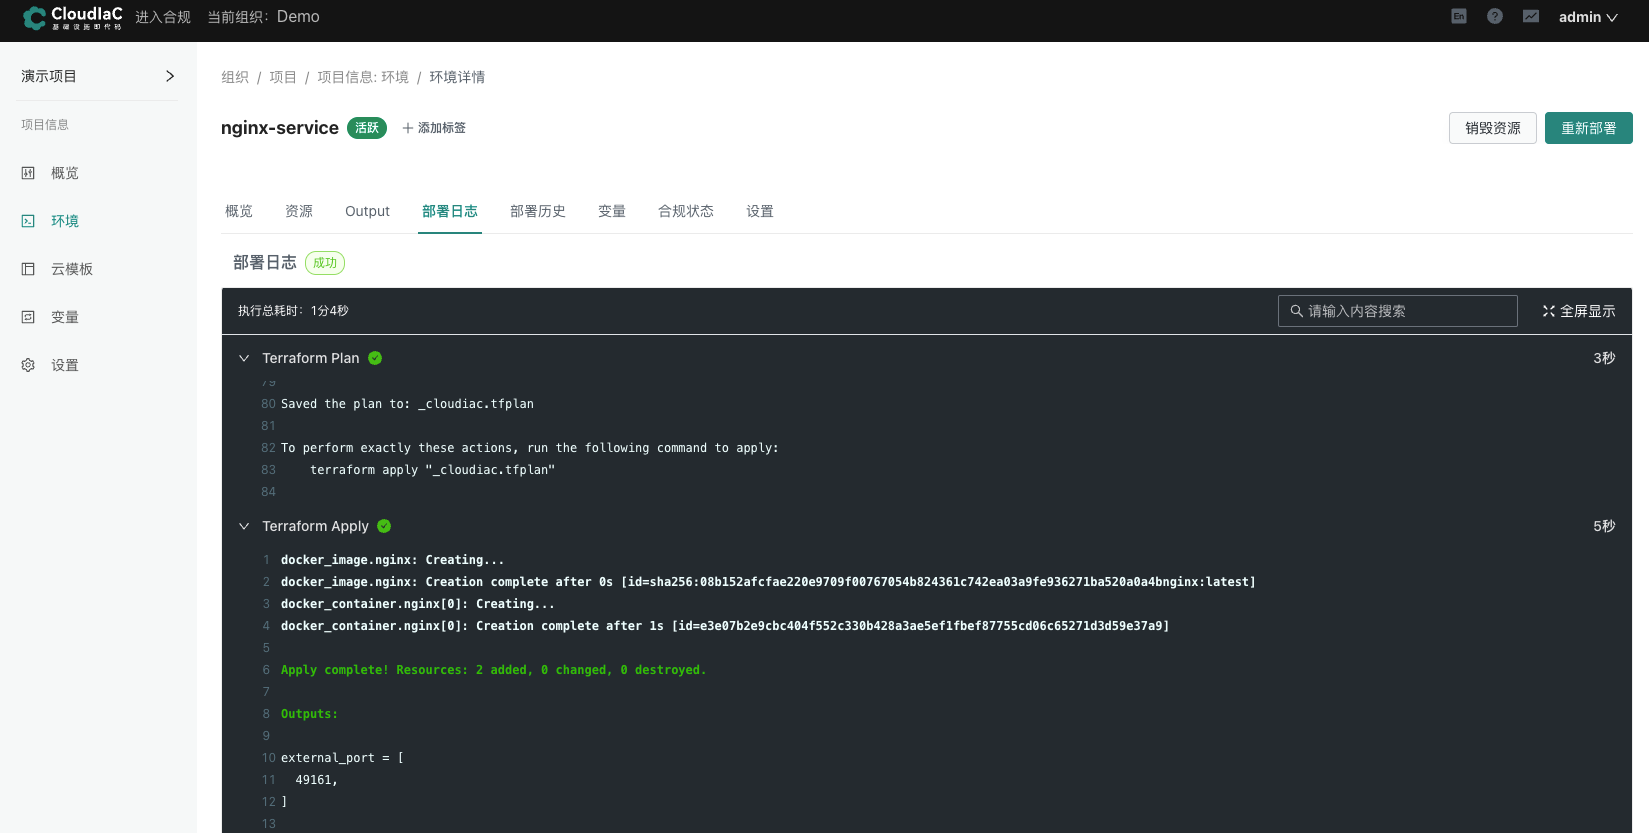 CloudIaC
基础设施即代码
进入合规 当前组织: Demo
En ? admin
演示项目
项目信息
概览
环境
云模板
变量
设置
组织 / 项目 / 项目信息: 环境 / 环境详情
nginx-service 活跃 添加标签
销毁资源 重新部署
概览 资源 Output 部署日志 部署历史 变量 合规状态 设置
部署日志 成功
执行总耗时: 1分4秒 请输入内容搜索 全屏显示
Terraform Plan 3秒
79
80 Saved the plan to: _cloudiac.tfplan
81
82 To perform exactly these actions, run the following command to apply:
83 terraform apply "_cloudiac.tfplan"
84
Terraform Apply 5秒
1 docker_image.nginx: Creating...
2 docker_image.nginx: Creation complete after 0s [id=sha256:08b152afcfae220e9709f00767054b824361c742ea03a9fe936271ba520a0a4bnginx:latest]
3 docker_container.nginx[0]: Creating...
4 docker_container.nginx[0]: Creation complete after 1s [id=e3e07b2e9cbc404f552c330b428a3ae5ef1fbef87755cd06c65271d3d59e37a9]
5
6 Apply complete! Resources: 2 added, 0 changed, 0 destroyed.
7
8 Outputs:
9
10 external_port = [
11 49161,
12 ]
13